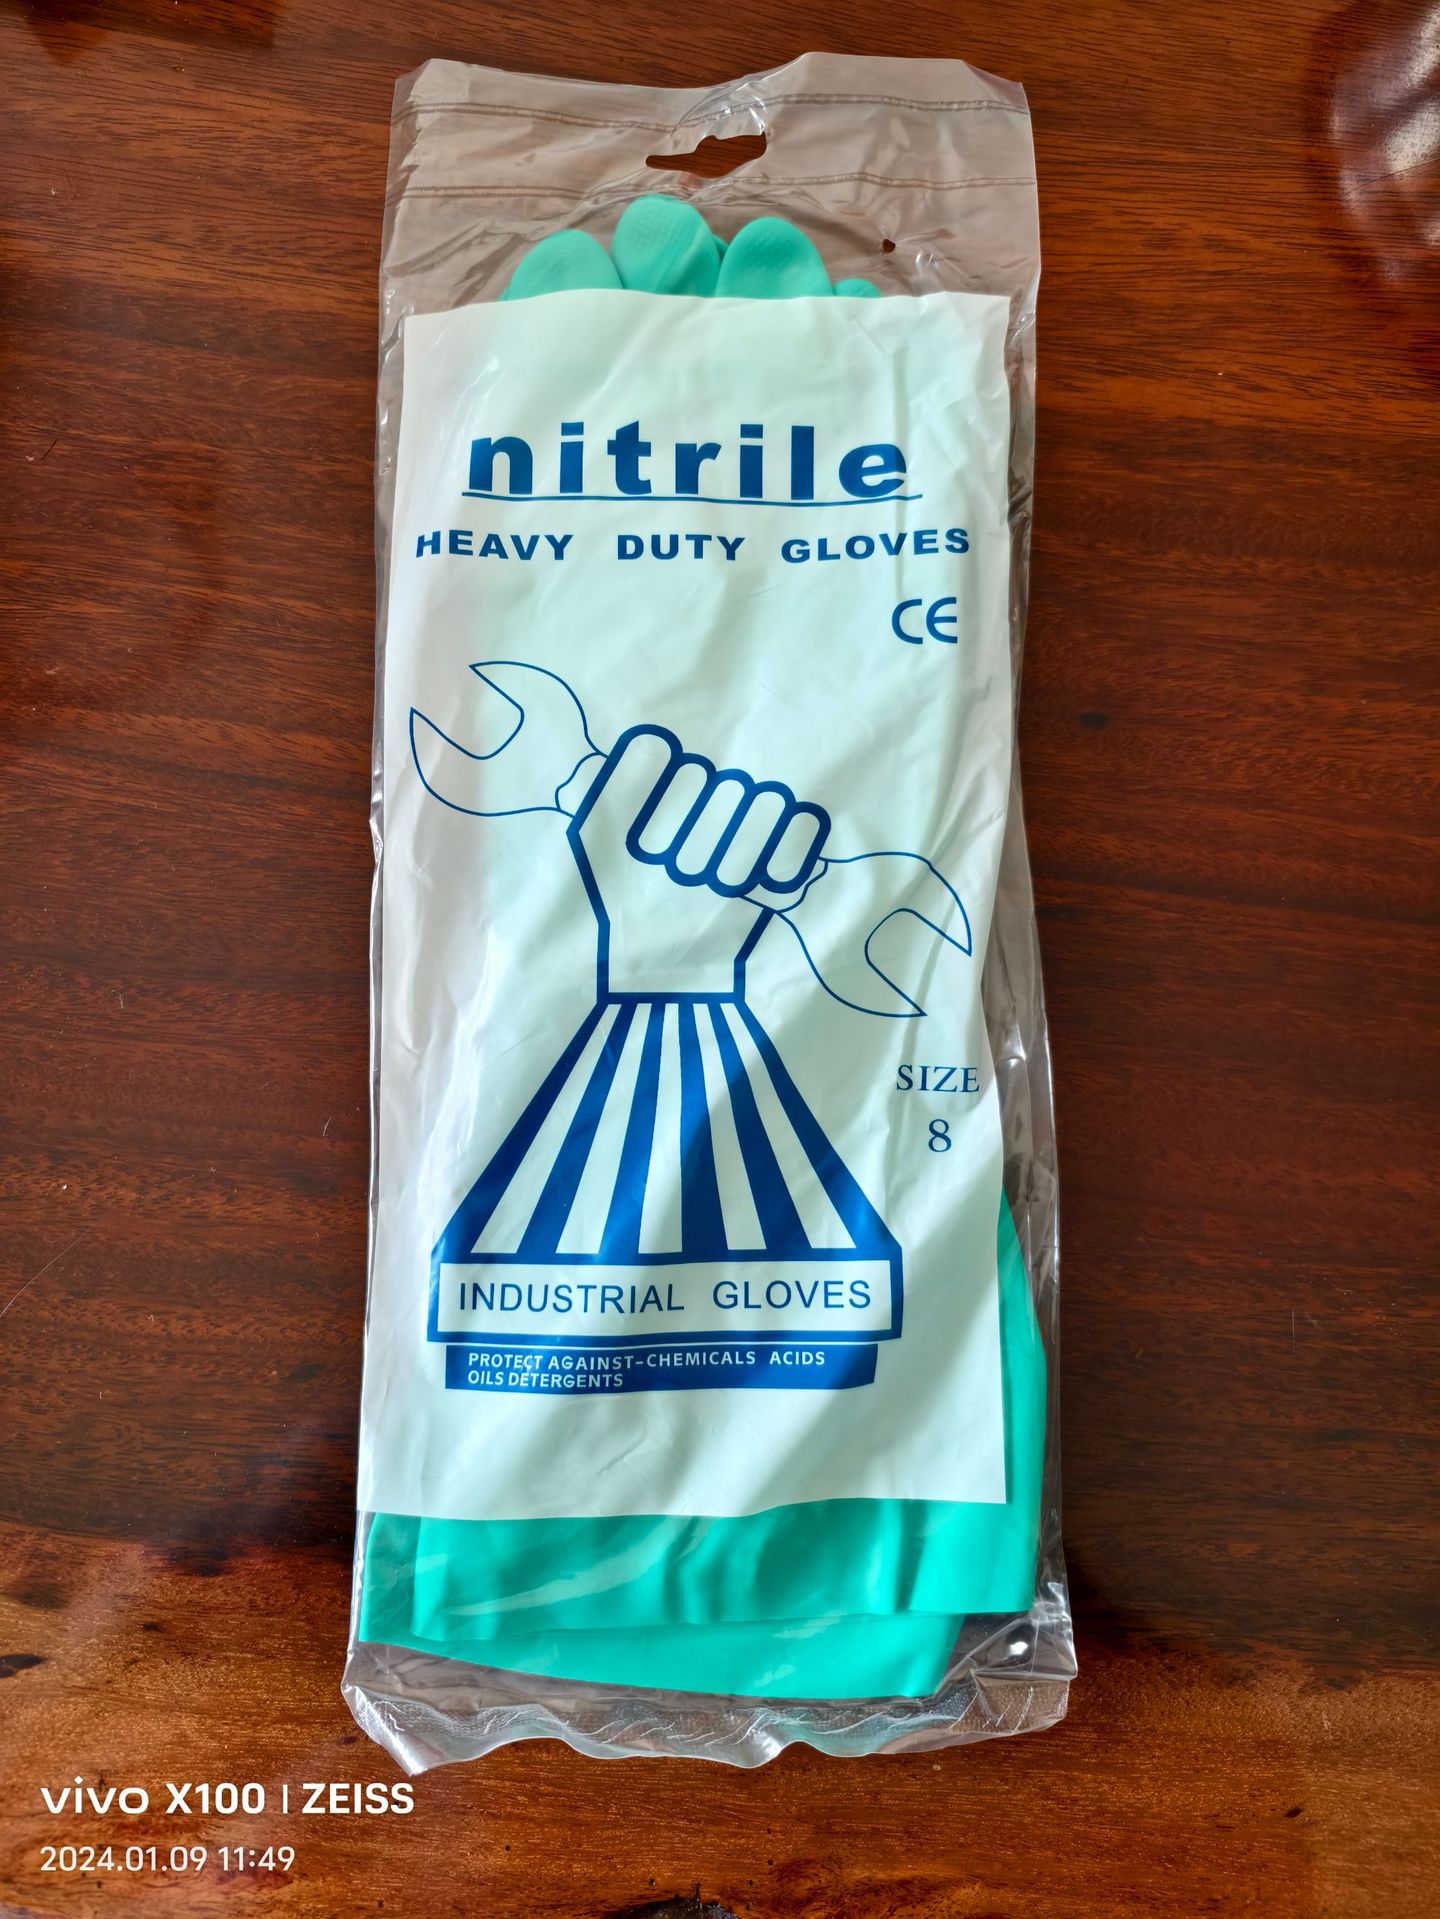 nitrile
HEAVY DUTY GLOVES
CE
SIZE
8
INDUSTRIAL GLOVES
PROTECT AGAINST-CHEMICALS ACIDS
OILS DETERGENTS
vivo X100 | ZEISS
2024.01.09 11:49